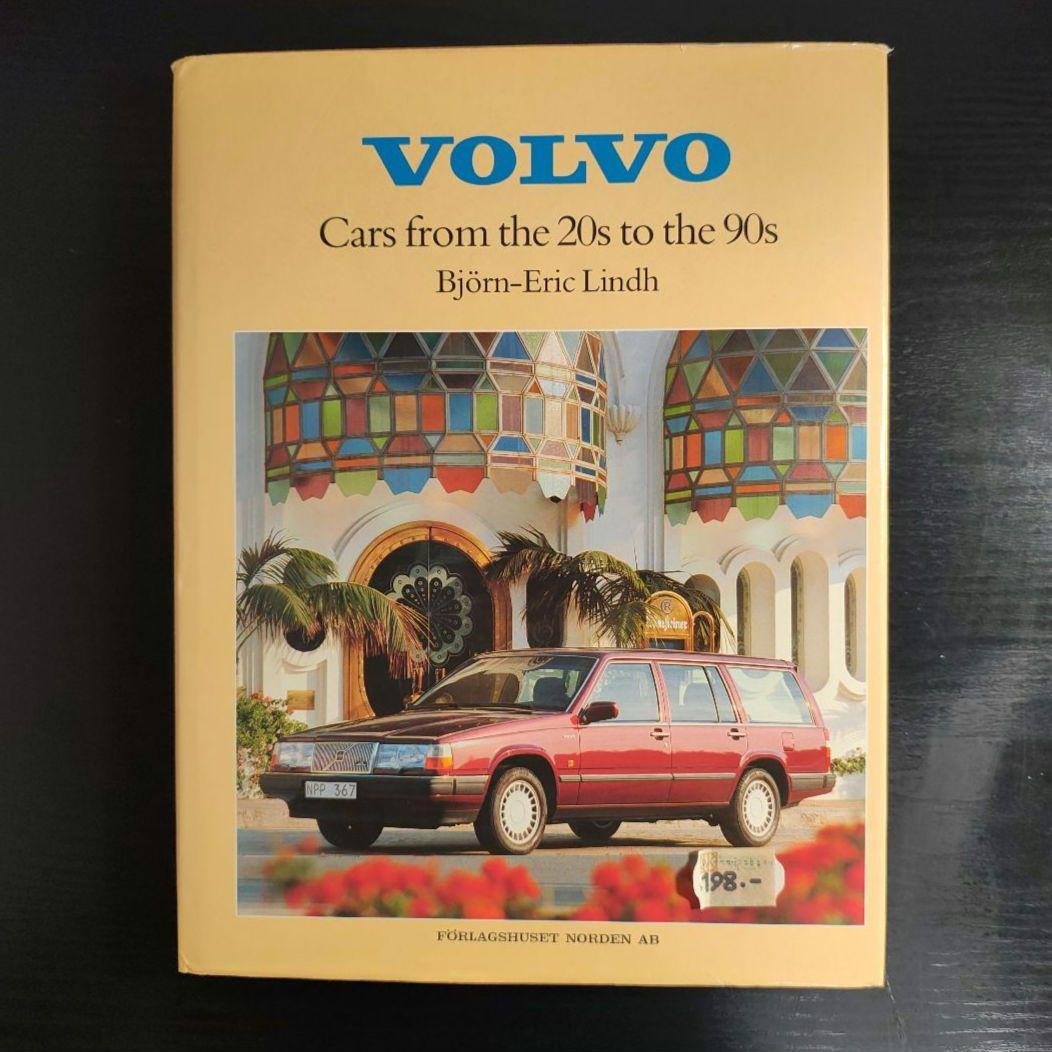 VOLVO
Cars from the 20s to the 90s
Björn-Eric Lindh
NPP 367
198.-
FÖRLAGSHUSET NORDEN AB